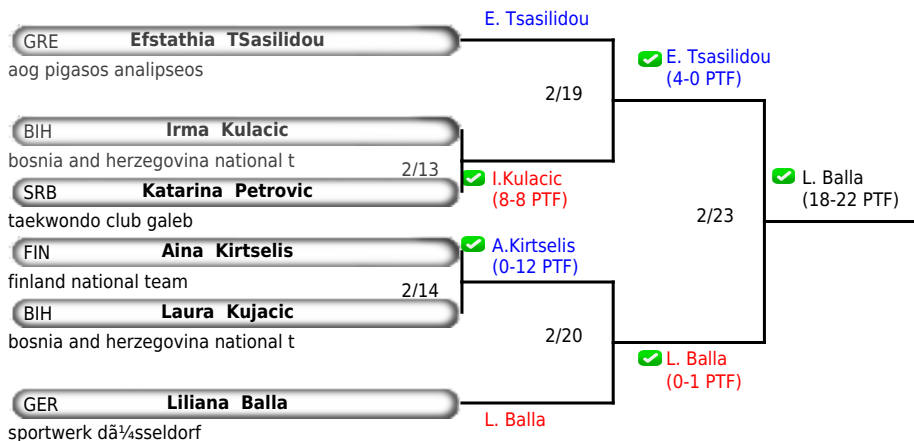 E. Tsasilidou
GRE Efstathia TSasilidou
aog pigasos analipseos
E. Tsasilidou
(4-0 PTF)
2/19
BIH Irma Kulacic
bosnia and herzegovina national t
2/13
SRB Katarina Petrovic
I.Kulacic
(8-8 PTF)
L. Balla
(18-22 PTF)
taekwondo club galeb
2/23
FIN Aina Kirtselis
A.Kirtselis
(0-12 PTF)
finland national team
2/14
BIH Laura Kujacic
bosnia and herzegovina national t
2/20
L. Balla
(0-1 PTF)
GER Liliana Balla
L. Balla
sportwerk dã¼sseldorf